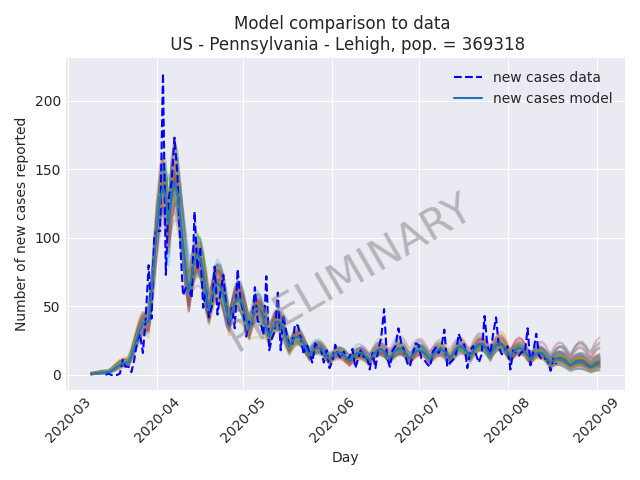 Model comparison to data
US - Pennsylvania - Lehigh, pop. = 369318
new cases data
new cases model
PRELIMINARY
Number of new cases reported
200
150
100
50
0
2020-03
2020-04
2020-05
2020-06
2020-07
2020-08
2020-09
Day